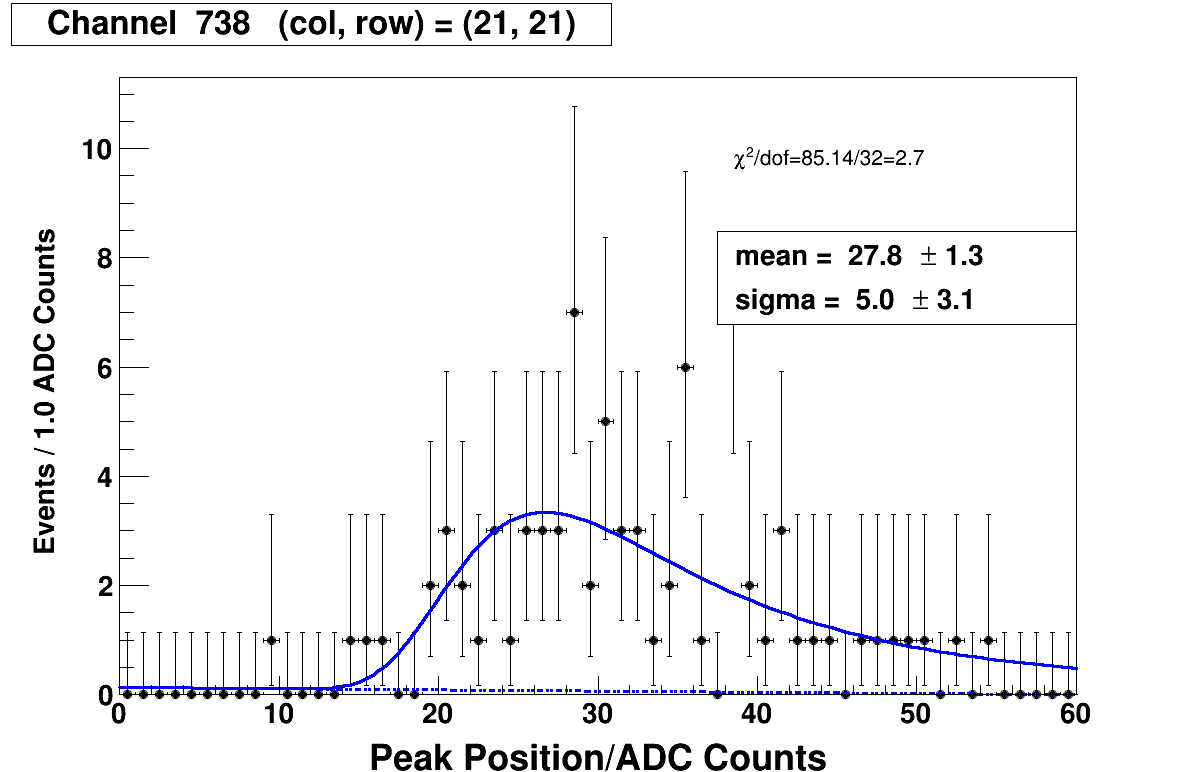 Channel 738 (col, row) = (21, 21)
χ²/dof=85.14/32=2.7
mean = 27.8 ± 1.3
sigma = 5.0 ± 3.1
Events / 1.0 ADC Counts
10
8
6
4
2
0
0 10 20 30 40 50 60
Peak Position/ADC Counts